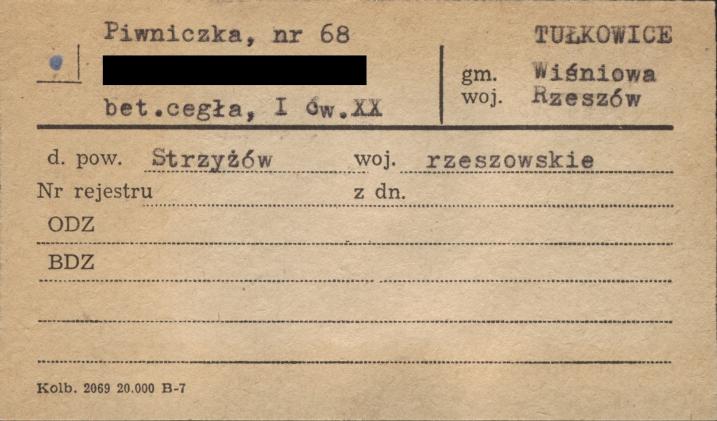 Piwniczka, nr 68
TUŁKOWICE
gm. Wiśniowa
woj. Rzeszów
bet.cegła, I ćw.XX
d. pow. Strzyżów woj. rzeszowskie
Nr rejestru z dn.
ODZ
BDZ
Kolb. 2069 20.000 B-7